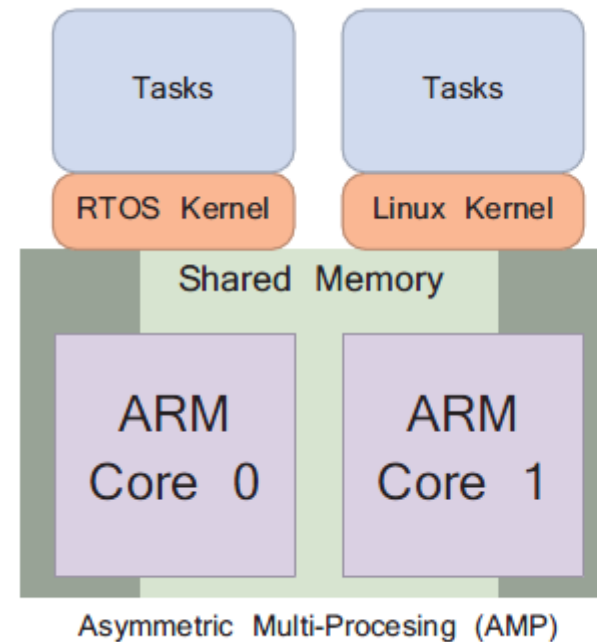 Tasks
Tasks
RTOS Kernel
Linux Kernel
Shared Memory
ARM
Core 0
ARM
Core 1
Asymmetric Multi-Procesing (AMP)